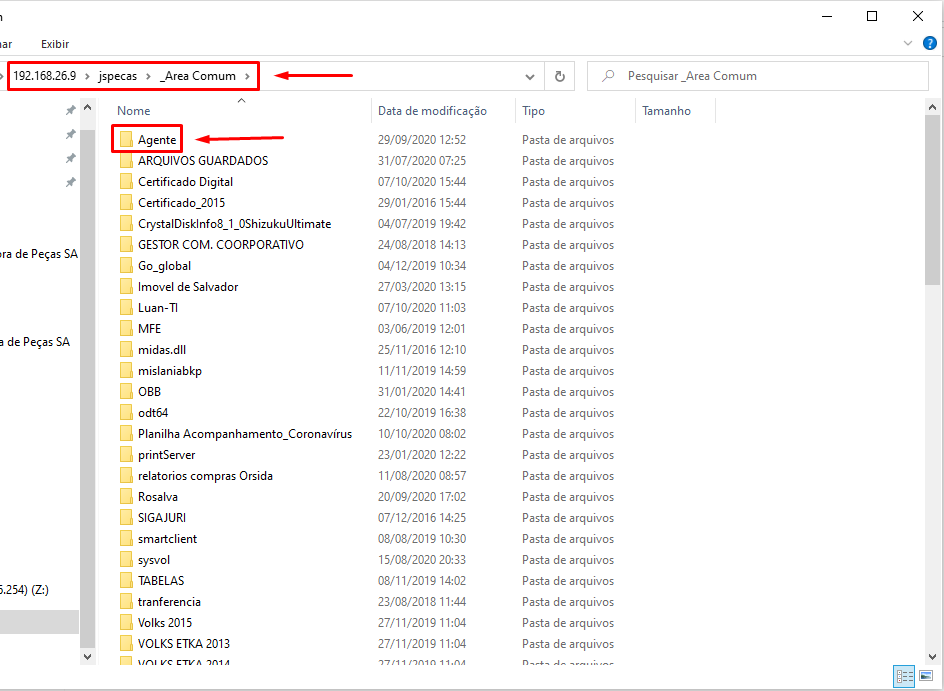 Exibir
192.168.26.9 > jspecas > _Area Comum >
Pesquisar _Area Comum
Nome Data de modificação Tipo Tamanho
Agente 29/09/2020 12:52 Pasta de arquivos
ARQUIVOS GUARDADOS 31/07/2020 07:25 Pasta de arquivos
Certificado Digital 07/10/2020 15:44 Pasta de arquivos
Certificado_2015 29/01/2016 15:44 Pasta de arquivos
CrystalDiskInfo8_1_0ShizukuUltimate 04/07/2019 19:42 Pasta de arquivos
GESTOR COM. COORPORATIVO 24/08/2018 14:13 Pasta de arquivos
Go_global 04/12/2019 10:34 Pasta de arquivos
Imovel de Salvador 27/03/2020 13:15 Pasta de arquivos
Luan-TI 07/10/2020 11:03 Pasta de arquivos
MFE 03/06/2019 12:01 Pasta de arquivos
midas.dll 25/11/2016 12:10 Pasta de arquivos
mislaniabkp 11/11/2019 14:59 Pasta de arquivos
OBB 31/01/2020 14:41 Pasta de arquivos
odt64 22/10/2019 16:38 Pasta de arquivos
Planilha Acompanhamento_Coronavírus 10/10/2020 08:02 Pasta de arquivos
printServer 23/01/2020 12:22 Pasta de arquivos
relatorios compras Orsida 11/08/2020 08:57 Pasta de arquivos
Rosalva 20/09/2020 17:02 Pasta de arquivos
SIGAJURI 07/12/2016 14:25 Pasta de arquivos
smartclient 08/08/2019 10:30 Pasta de arquivos
sysvol 15/08/2020 20:33 Pasta de arquivos
TABELAS 08/11/2019 14:02 Pasta de arquivos
tranferencia 23/08/2018 11:44 Pasta de arquivos
Volks 2015 27/11/2019 11:04 Pasta de arquivos
VOLKS ETKA 2013 27/11/2019 11:04 Pasta de arquivos
VOLKS ETKA 2014 27/11/2019 11:04 Pasta de arquivos
ora de Peças SA
a de Peças SA
6.254) (Z:)